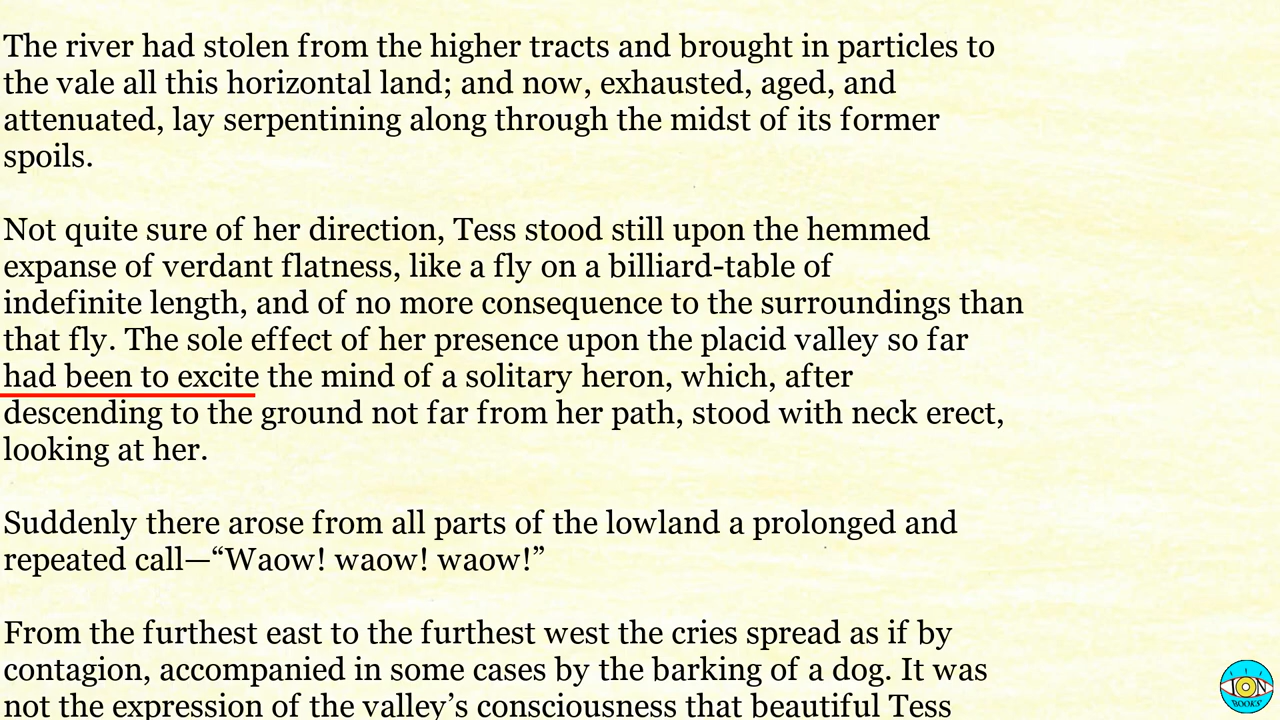 The river had stolen from the higher tracts and brought in particles to
the vale all this horizontal land; and now, exhausted, aged, and
attenuated, lay serpentining along through the midst of its former
spoils.
Not quite sure of her direction, Tess stood still upon the hemmed
expanse of verdant flatness, like a fly on a billiard-table of
indefinite length, and of no more consequence to the surroundings than
that fly. The sole effect of her presence upon the placid valley so far
had been to excite the mind of a solitary heron, which, after
descending to the ground not far from her path, stood with neck erect,
looking at her.
Suddenly there arose from all parts of the lowland a prolonged and
repeated call—“Waow! waow! waow!”
From the furthest east to the furthest west the cries spread as if by
contagion, accompanied in some cases by the barking of a dog. It was
not the expression of the valley’s consciousness that beautiful Tess
ION
BOOKS